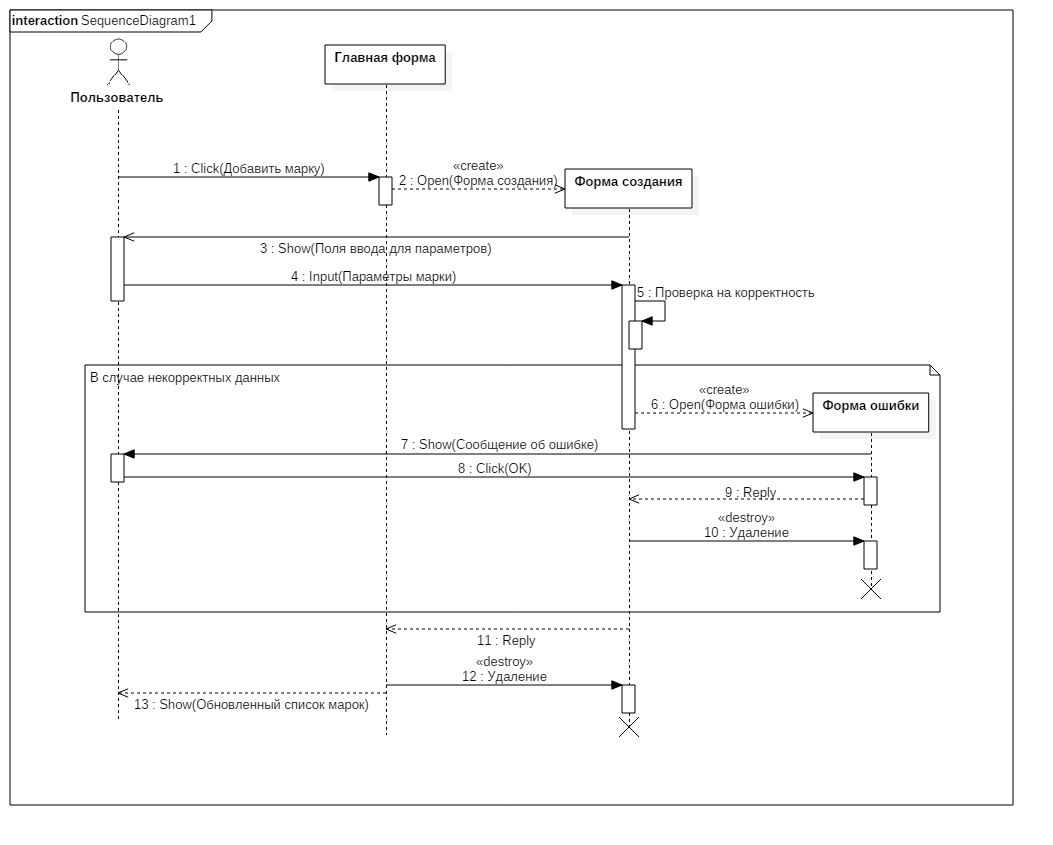 interaction SequenceDiagram1
Пользователь
Главная форма
1 : Click(Добавить марку)
«create»
2 : Open(Форма создания)
Форма создания
3 : Show(Поля ввода для параметров)
4 : Input(Параметры марки)
5 : Проверка на корректность
В случае некорректных данных
«create»
6 : Open(Форма ошибки)
Форма ошибки
7 : Show(Сообщение об ошибке)
8 : Click(OK)
9 : Reply
«destroy»
10 : Удаление
11 : Reply
«destroy»
12 : Удаление
13 : Show(Обновленный список марок)